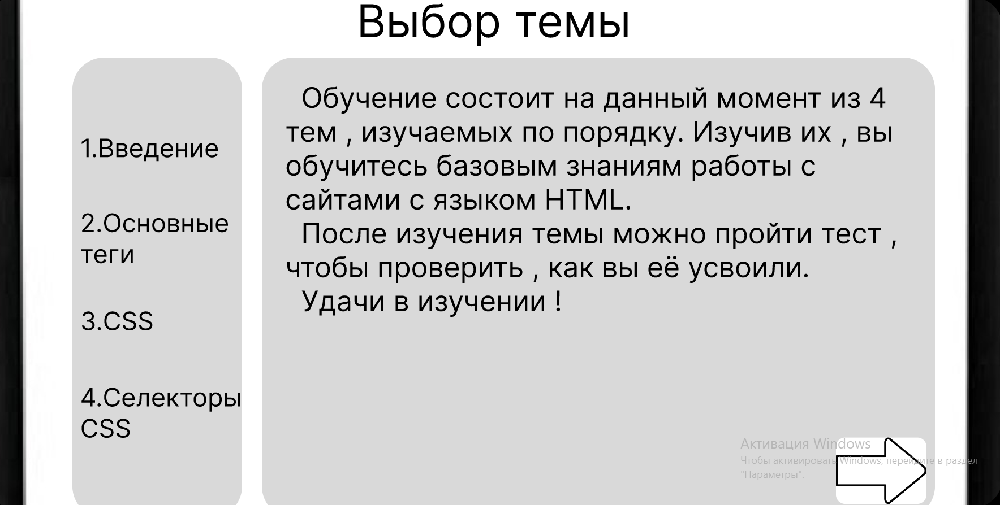 Выбор темы
1.Введение
2.Основные
теги
3.CSS
4.Селекторы
CSS
Обучение состоит на данный момент из 4
тем , изучаемых по порядку. Изучив их , вы
обучитесь базовым знаниям работы с
сайтами с языком HTML.
После изучения темы можно пройти тест ,
чтобы проверить , как вы её усвоили.
Удачи в изучении !
Активация Windows
Чтобы активировать Windows, перейдите в раздел
"Параметры".